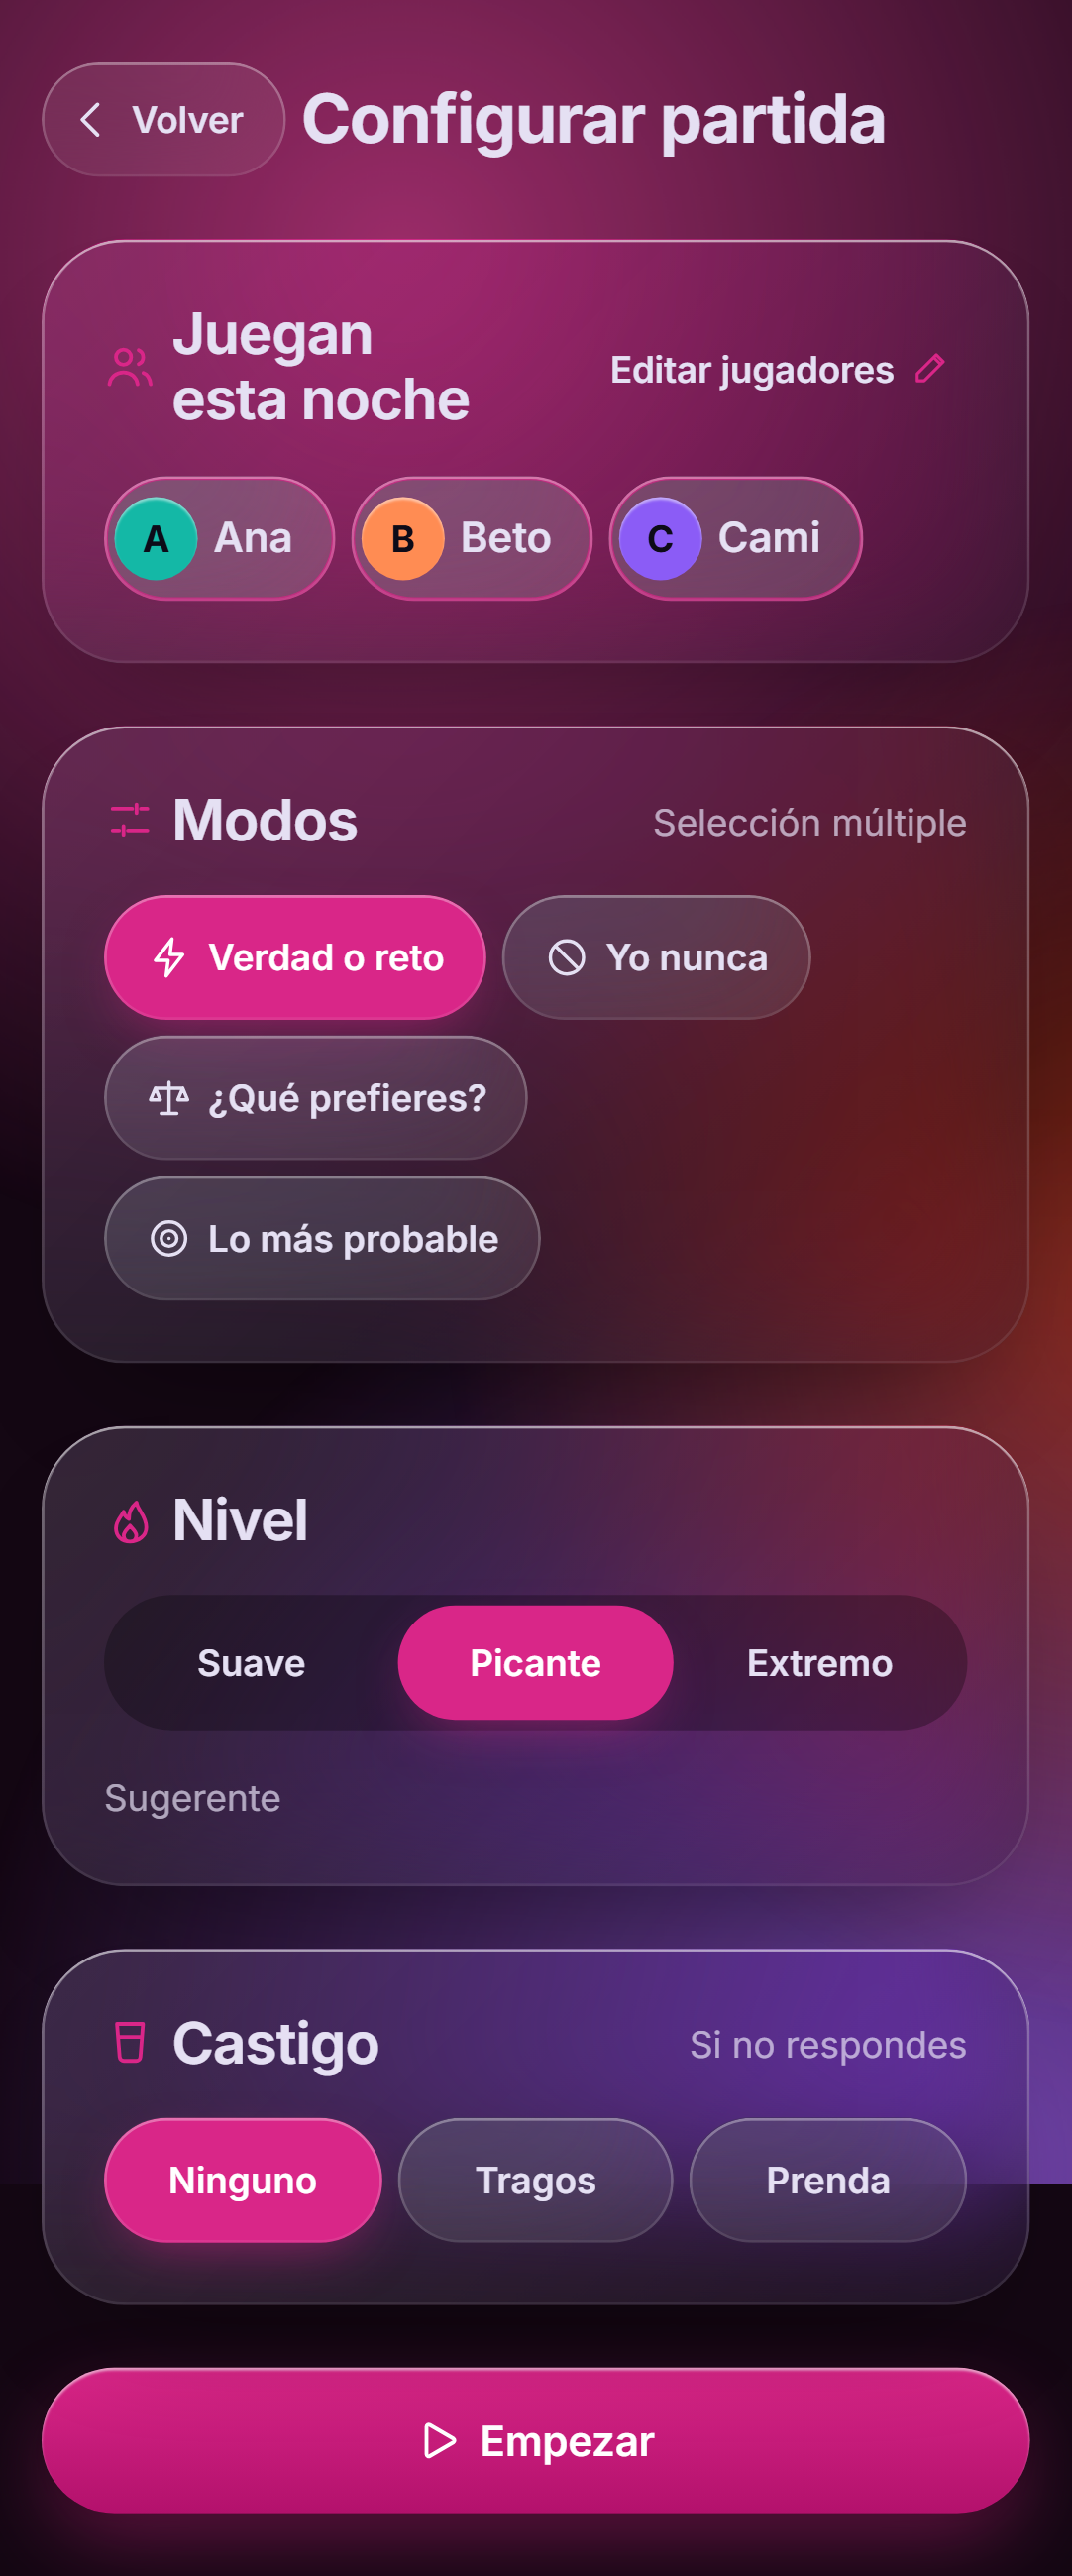 Volver
Configurar partida
Juegan
esta noche
Editar jugadores
A Ana
B Beto
C Cami
Modos
Selección múltiple
Verdad o reto
Yo nunca
¿Qué prefieres?
Lo más probable
Nivel
Suave
Picante
Extremo
Sugerente
Castigo
Si no respondes
Ninguno
Tragos
Prenda
Empezar